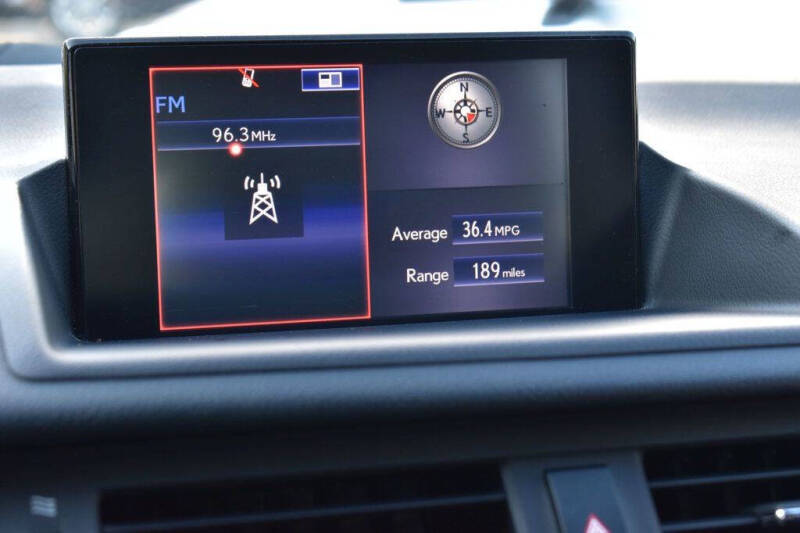 FM
96.3 MHz
N
W E
S
Average 36.4 MPG
Range 189 miles